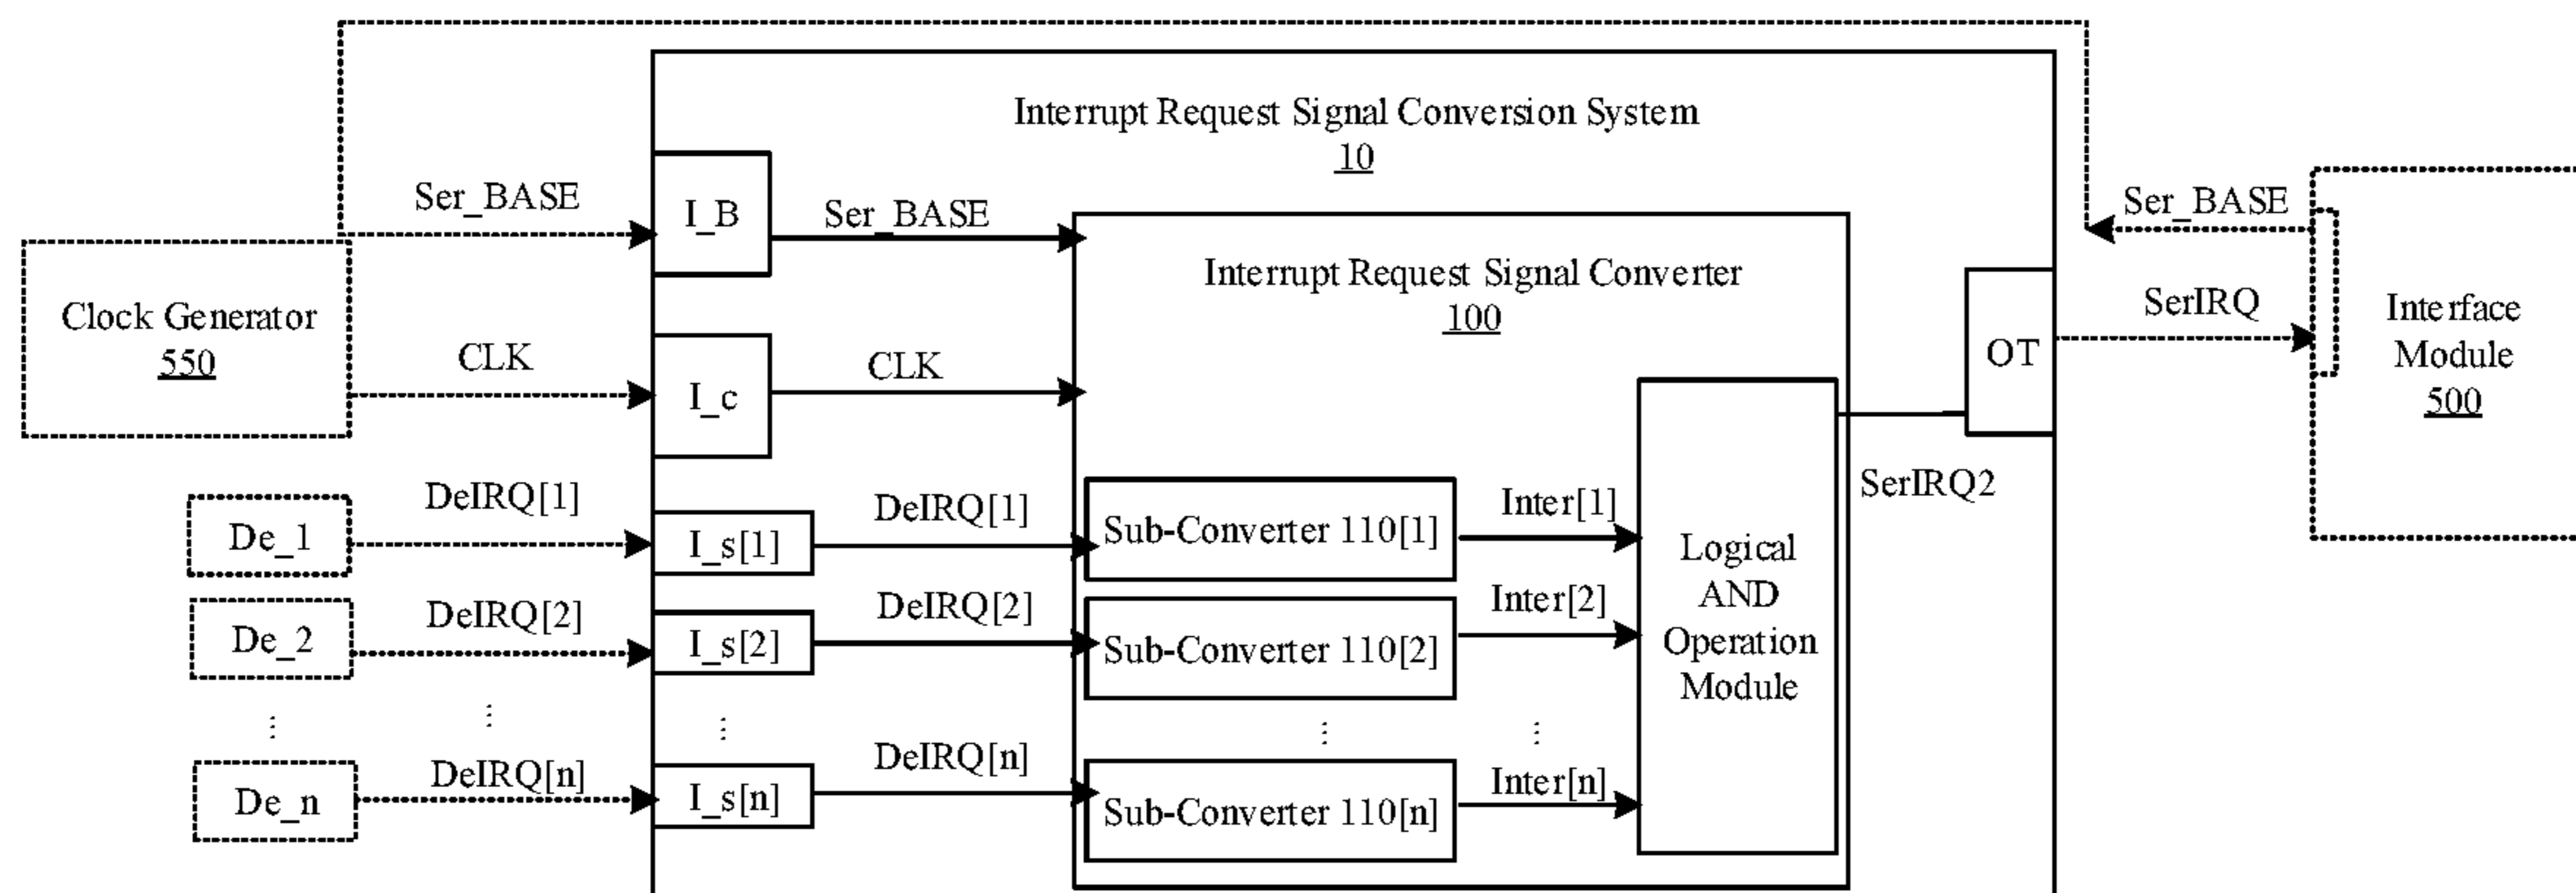 Interrupt Request Signal Conversion System
10
Ser_BASE
I_B
Ser_BASE
Ser_BASE
Interrupt Request Signal Converter
100
Clock Generator
550
CLK
I_c
CLK
OT
SerIRQ
Interface
Module
500
SerIRQ2
De_1
DeIRQ[1]
I_s[1]
DeIRQ[1]
Sub-Converter 110[1]
Inter[1]
De_2
DeIRQ[2]
I_s[2]
DeIRQ[2]
Sub-Converter 110[2]
Inter[2]
Logical
AND
Operation
Module
De_n
DeIRQ[n]
I_s[n]
DeIRQ[n]
Sub-Converter 110[n]
Inter[n]